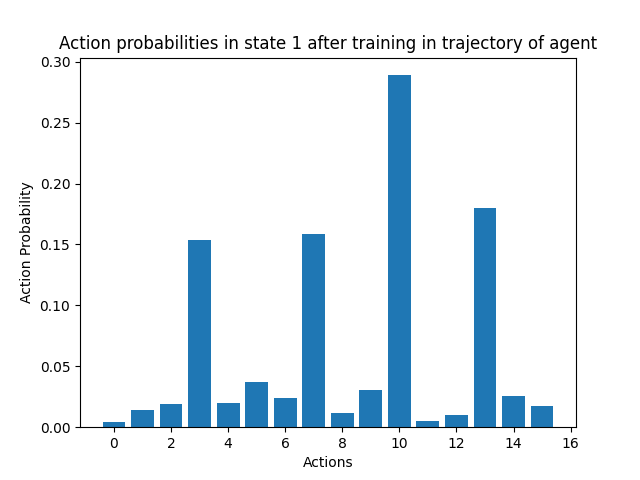 Action probabilities in state 1 after training in trajectory of agent
0.30
0.25
0.20
0.15
0.10
0.05
0.00
Action Probability
0 2 4 6 8 10 12 14 16
Actions